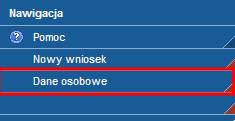 Nawigacja
Pomoc
Nowy wniosek
Dane osobowe